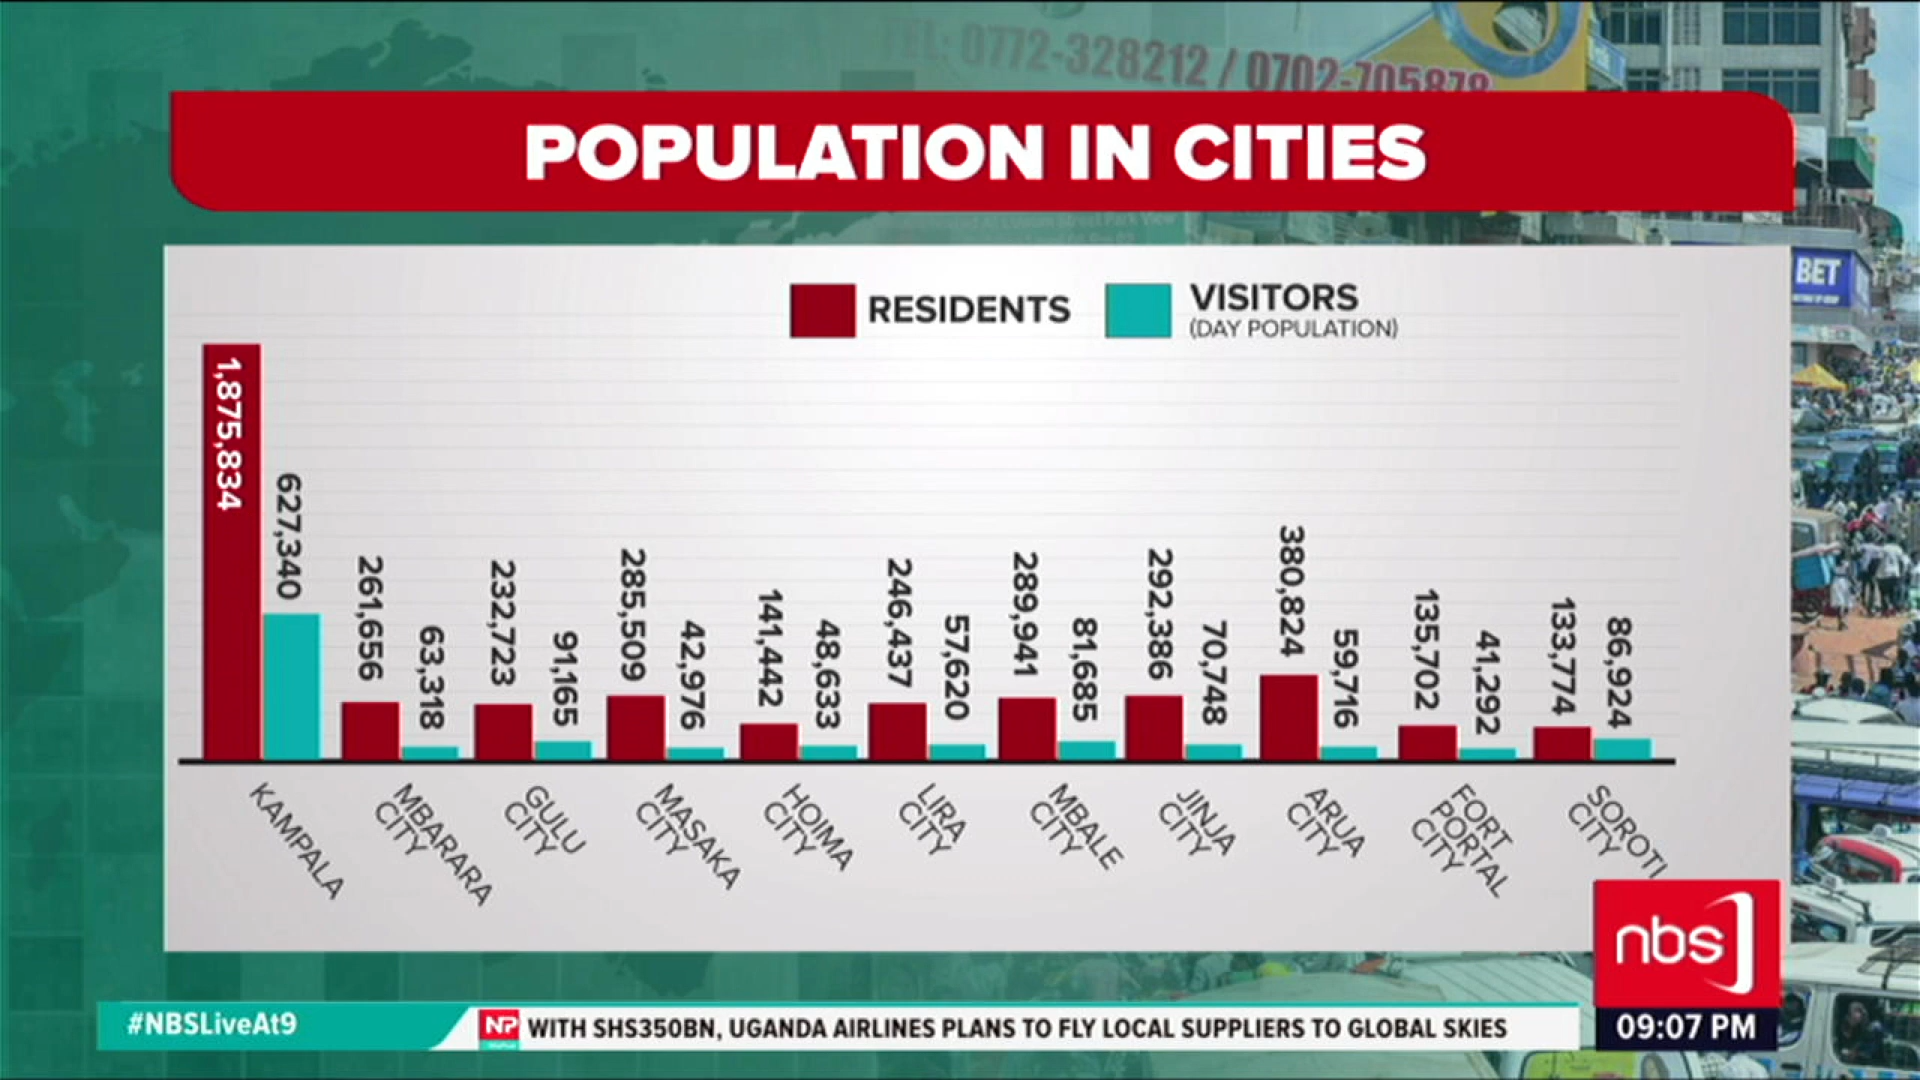 TEL: 0772-328212 / 0702-705878
POPULATION IN CITIES
BET
RESIDENTS
VISITORS
(DAY POPULATION)
1,875,834
627,340
261,656
63,318
232,723
91,165
285,509
42,976
141,442
48,633
246,437
57,620
289,941
81,685
292,386
70,748
380,824
59,716
135,702
41,292
133,774
86,924
KAMPALA
MBARARA
CITY
GULU
CITY
MASAKA
CITY
HOIMA
CITY
LIRA
CITY
MBALE
CITY
JINJA
CITY
ARUA
CITY
FORT
PORTAL
CITY
SOROTI
CITY
nbs
#NBSLiveAt9
NP WITH SHS350BN, UGANDA AIRLINES PLANS TO FLY LOCAL SUPPLIERS TO GLOBAL SKIES
09:07 PM